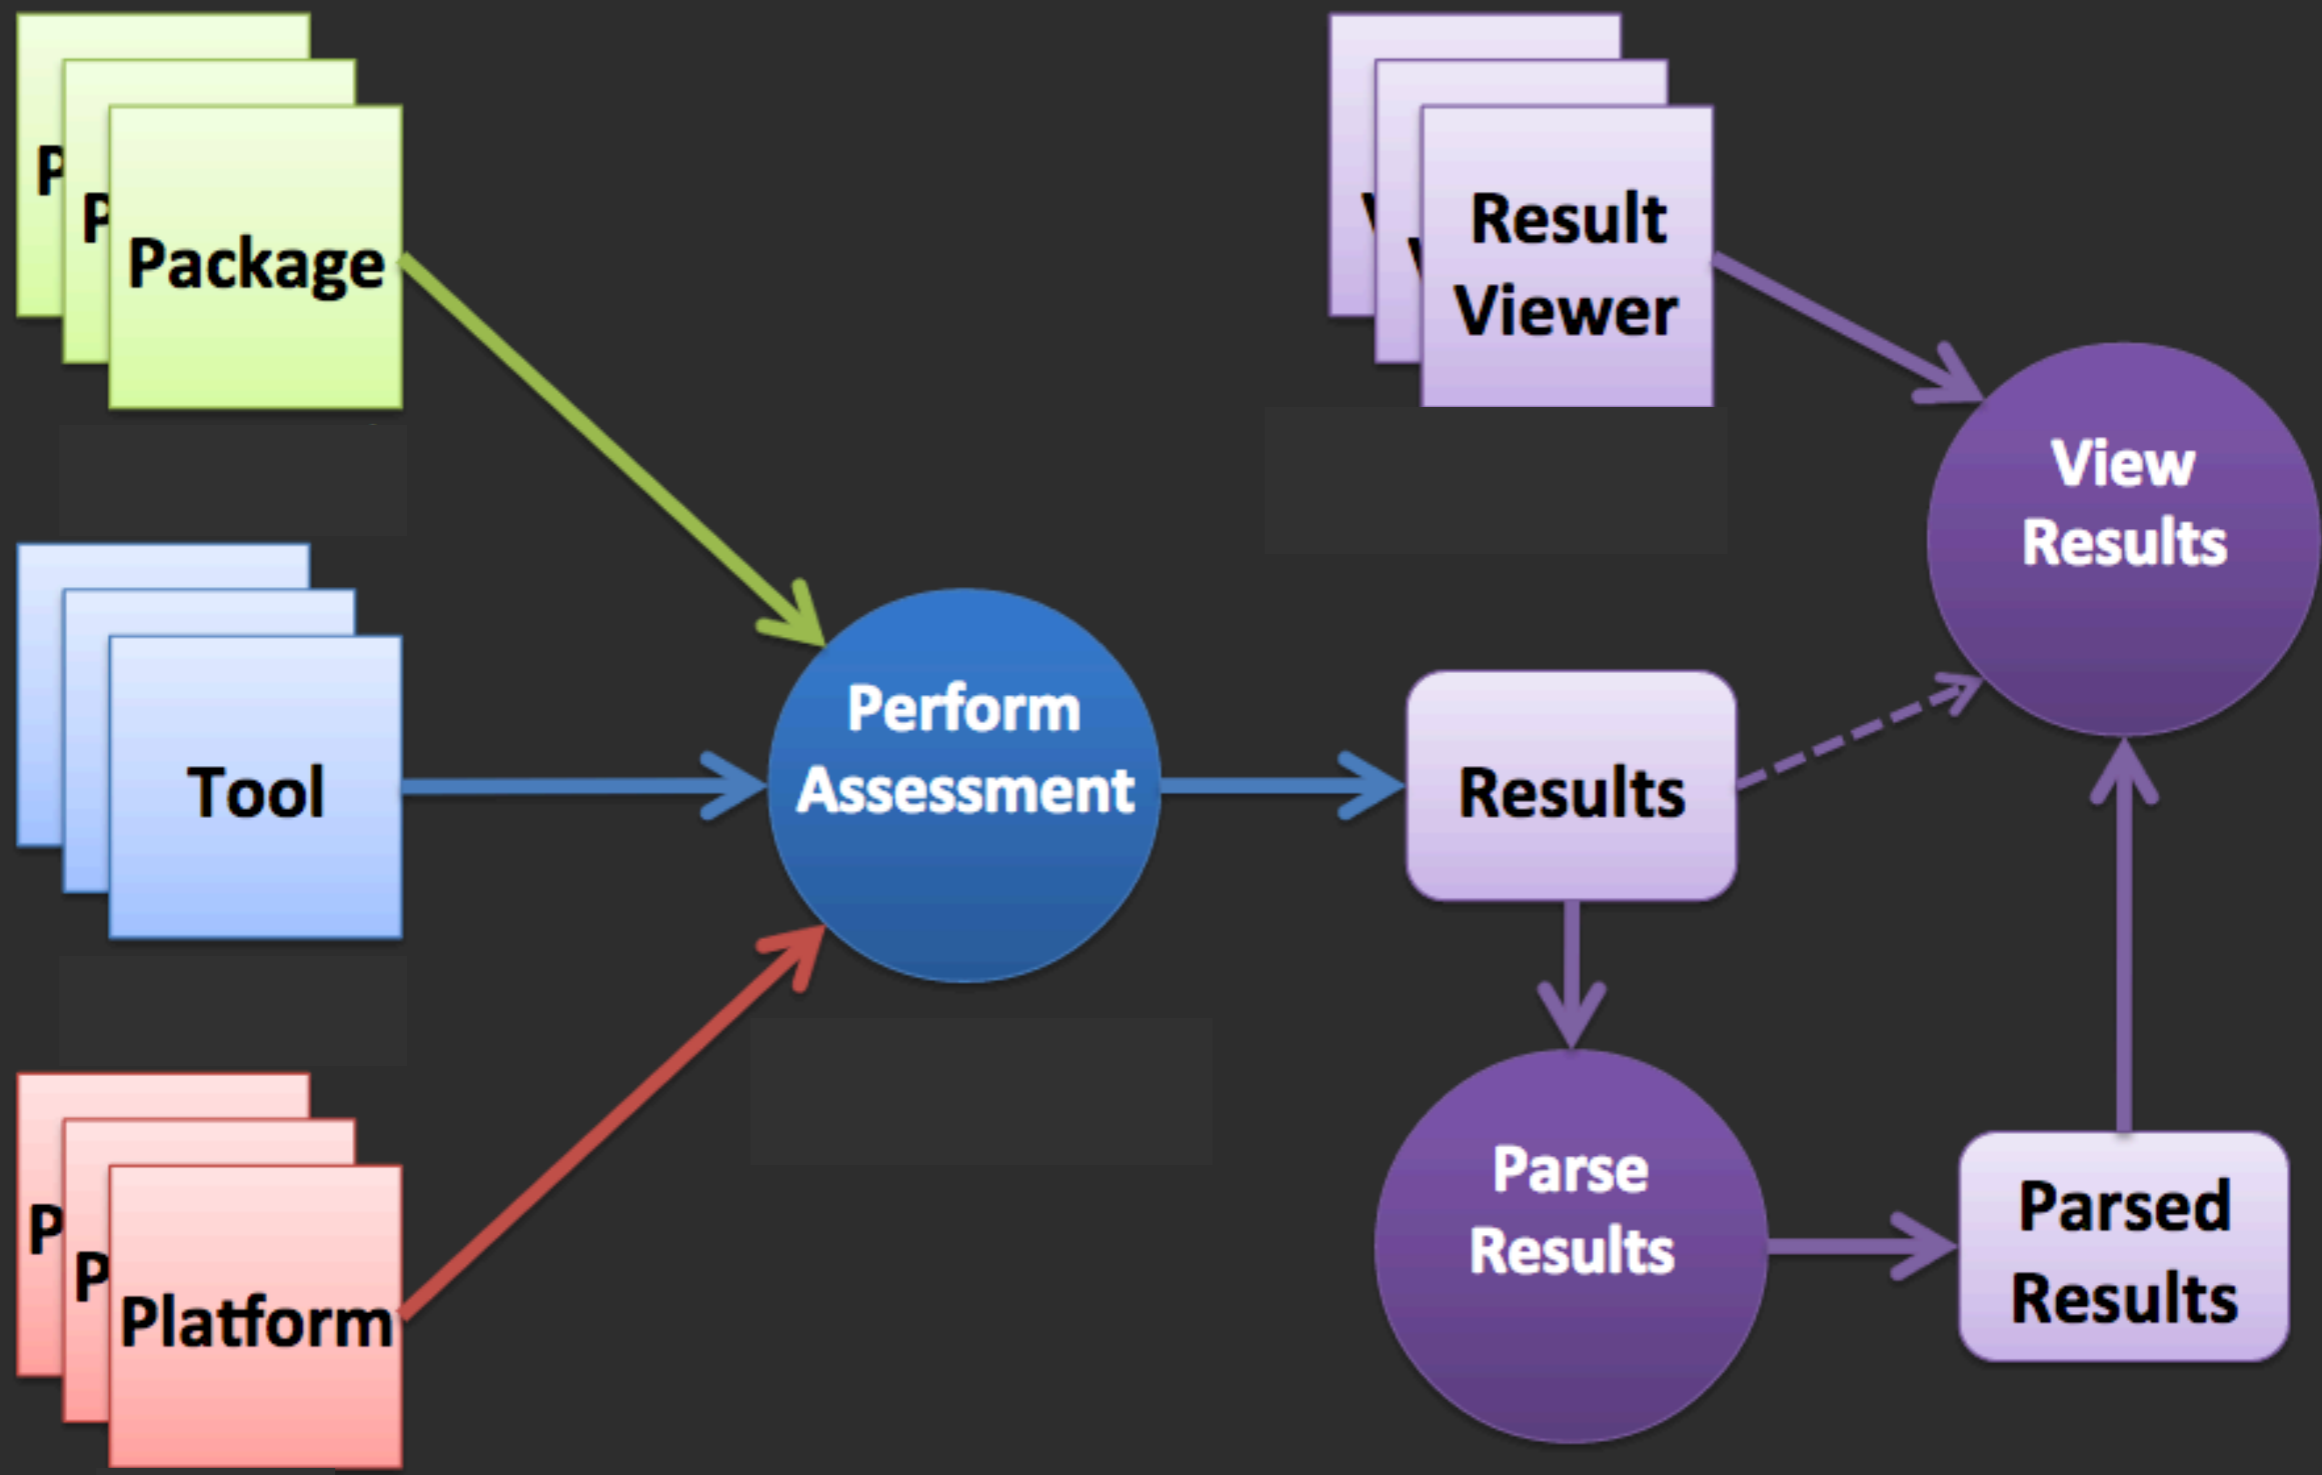 Package
Tool
Platform
Perform
Assessment
Result
Viewer
View
Results
Results
Parse
Results
Parsed
Results